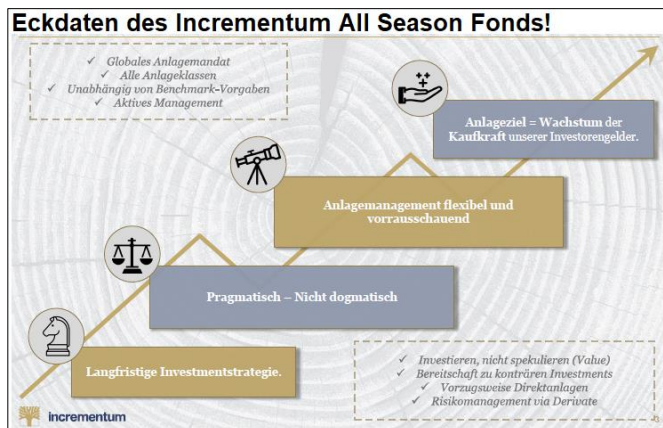 Eckdaten des Incrementum All Season Fonds!
✓ Globales Anlagemandat
✓ Alle Anlageklassen
✓ Unabhängig von Benchmark-Vorgaben
✓ Aktives Management
Anlageziel = Wachstum der
Kaufkraft unserer Investorengelder.
Anlagemanagement flexibel und
vorrausschauend
Pragmatisch – Nicht dogmatisch
Langfristige Investmentstrategie.
✓ Investieren, nicht spekulieren (Value)
✓ Bereitschaft zu konträren Investments
✓ Vorzugsweise Direktanlagen
✓ Risikomanagement via Derivate
incrementum